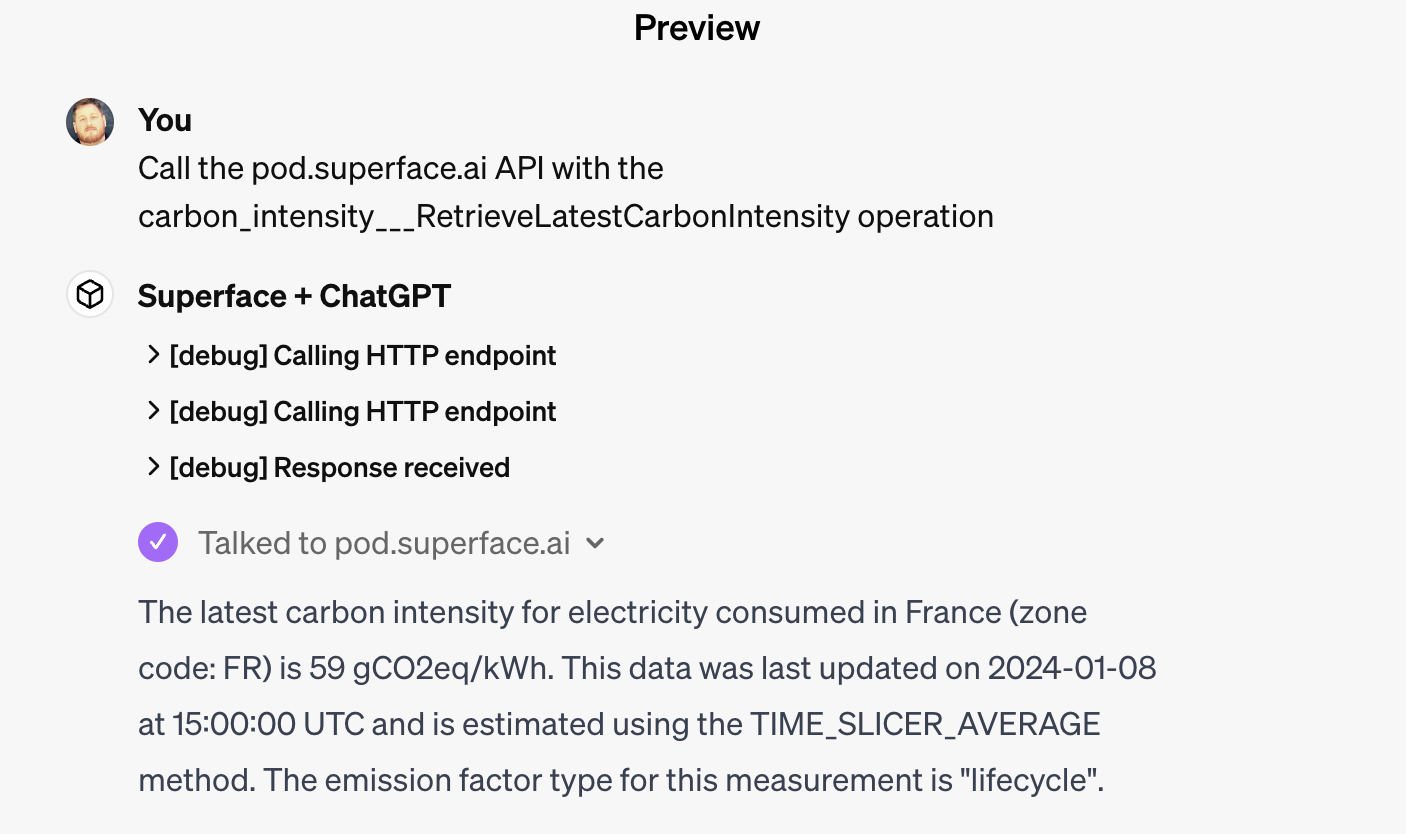 Preview
You
Call the pod.superface.ai API with the
carbon_intensity___RetrieveLatestCarbonIntensity operation
Superface + ChatGPT
[debug] Calling HTTP endpoint
[debug] Calling HTTP endpoint
[debug] Response received
Talked to pod.superface.ai
The latest carbon intensity for electricity consumed in France (zone
code: FR) is 59 gCO2eq/kWh. This data was last updated on 2024-01-08
at 15:00:00 UTC and is estimated using the TIME_SLICER_AVERAGE
method. The emission factor type for this measurement is "lifecycle".